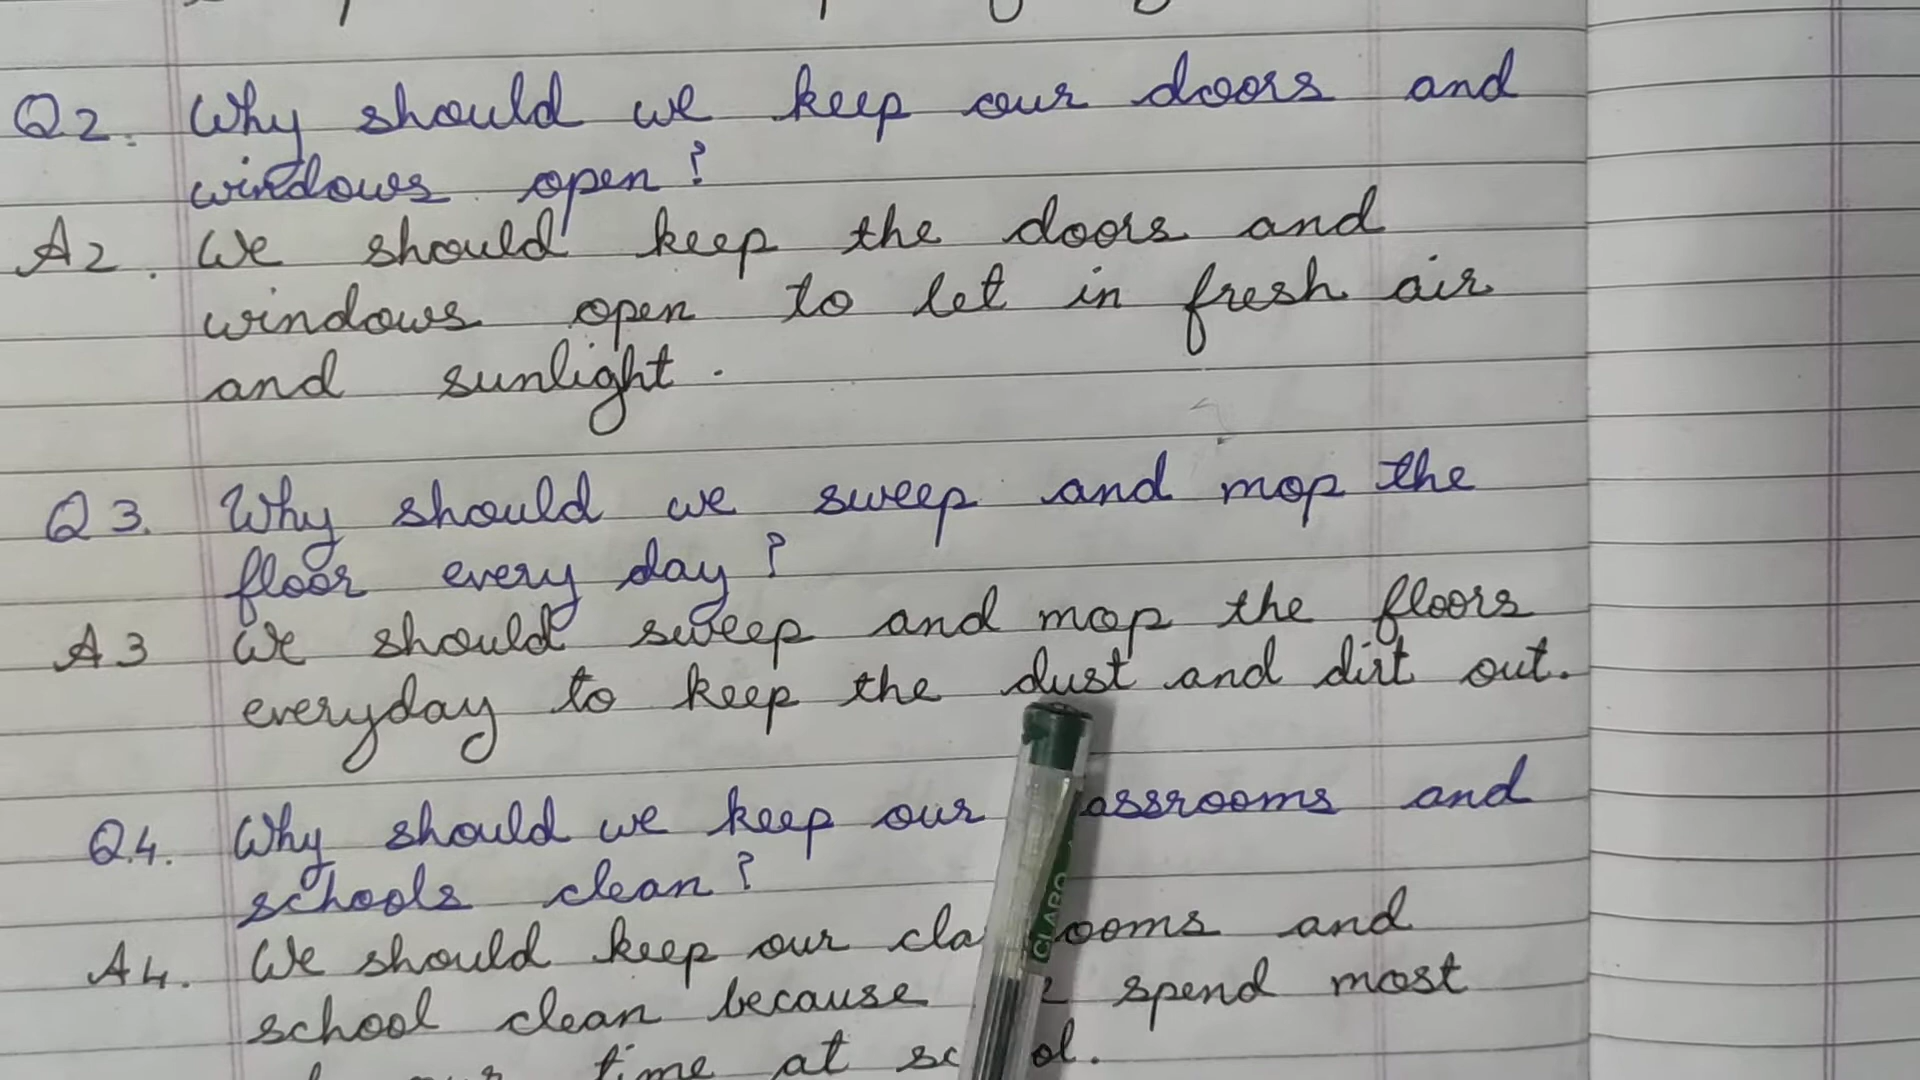 Q2. Why should we keep our doors and
windows open?
A2. We should keep the doors and
windows open to let in fresh air
and sunlight.
Q3. Why should we sweep and mop the
floor every day?
A3 We should sweep and mop the floors
everyday to keep the dust and dirt out.
Q4. Why should we keep our assrooms and
schools clean?
A4. We should keep our cla ooms and
school clean because spend most
time at sc ol.
CLARO